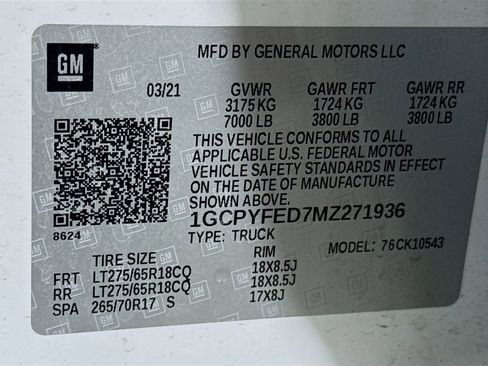 GM
MFD BY GENERAL MOTORS LLC
03/21 GVWR GAWR FRT GAWR RR
3175 KG 1724 KG 1724 KG
7000 LB 3800 LB 3800 LB
THIS VEHICLE CONFORMS TO ALL
APPLICABLE U.S. FEDERAL MOTOR
VEHICLE SAFETY STANDARDS IN EFFECT
ON THE DATE OF MANUFACTURE
SHOWN ABOVE.
1GCPYFED7MZ271936
8624
TYPE: TRUCK MODEL: 76CK10543
TIRE SIZE RIM
FRT LT275/65R18CQ 18X8.5J
RR LT275/65R18CQ 18X8.5J
SPA 265/70R17 S 17X8J